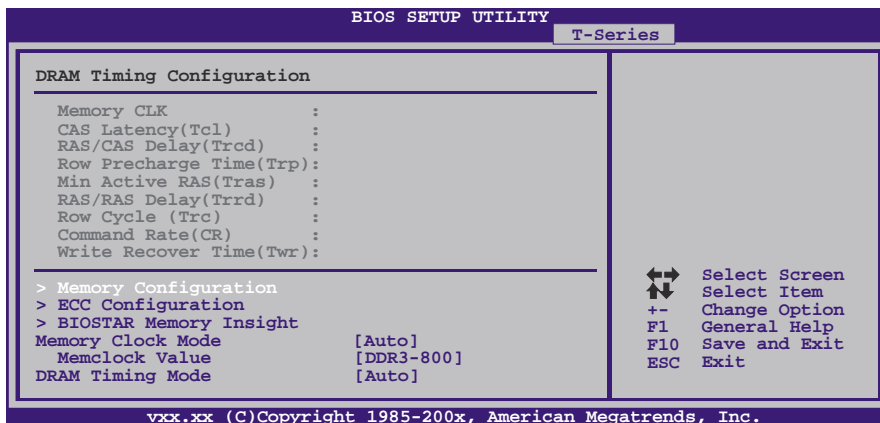 BIOS SETUP UTILITY
T-Series
DRAM Timing Configuration
Memory CLK :
CAS Latency(Tcl) :
RAS/CAS Delay(Trcd) :
Row Precharge Time(Trp):
Min Active RAS(Tras) :
RAS/RAS Delay(Trrd) :
Row Cycle (Trc) :
Command Rate(CR) :
Write Recover Time(Twr):
> Memory Configuration
> ECC Configuration
> BIOSTAR Memory Insight
Memory Clock Mode [Auto]
Memclock Value [DDR3-800]
DRAM Timing Mode [Auto]
Select Screen
Select Item
+- Change Option
F1 General Help
F10 Save and Exit
ESC Exit
vxx.xx (C)Copyright 1985-200x, American Megatrends, Inc.